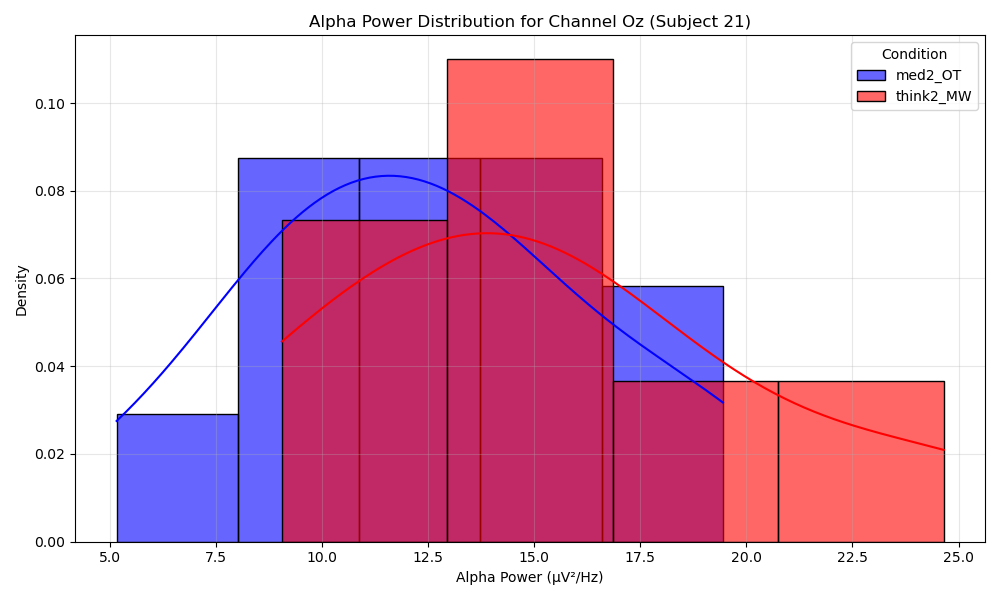 Alpha Power Distribution for Channel Oz (Subject 21)
Condition
med2_OT
think2_MW
Density
0.10
0.08
0.06
0.04
0.02
0.00
5.0 7.5 10.0 12.5 15.0 17.5 20.0 22.5 25.0
Alpha Power (µV²/Hz)